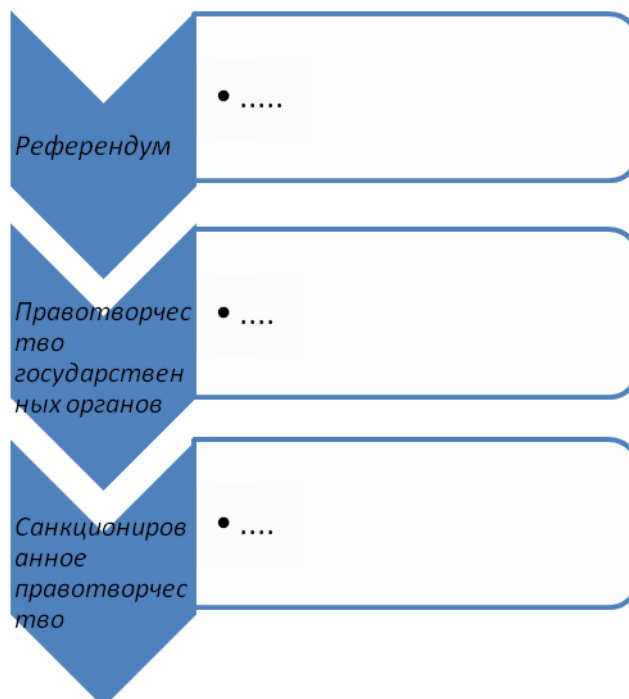 Референдум
• .....
Правотворчес
тво
государствен
ных органов
• ....
Санкциониров
анное
правотворчес
тво
• ....